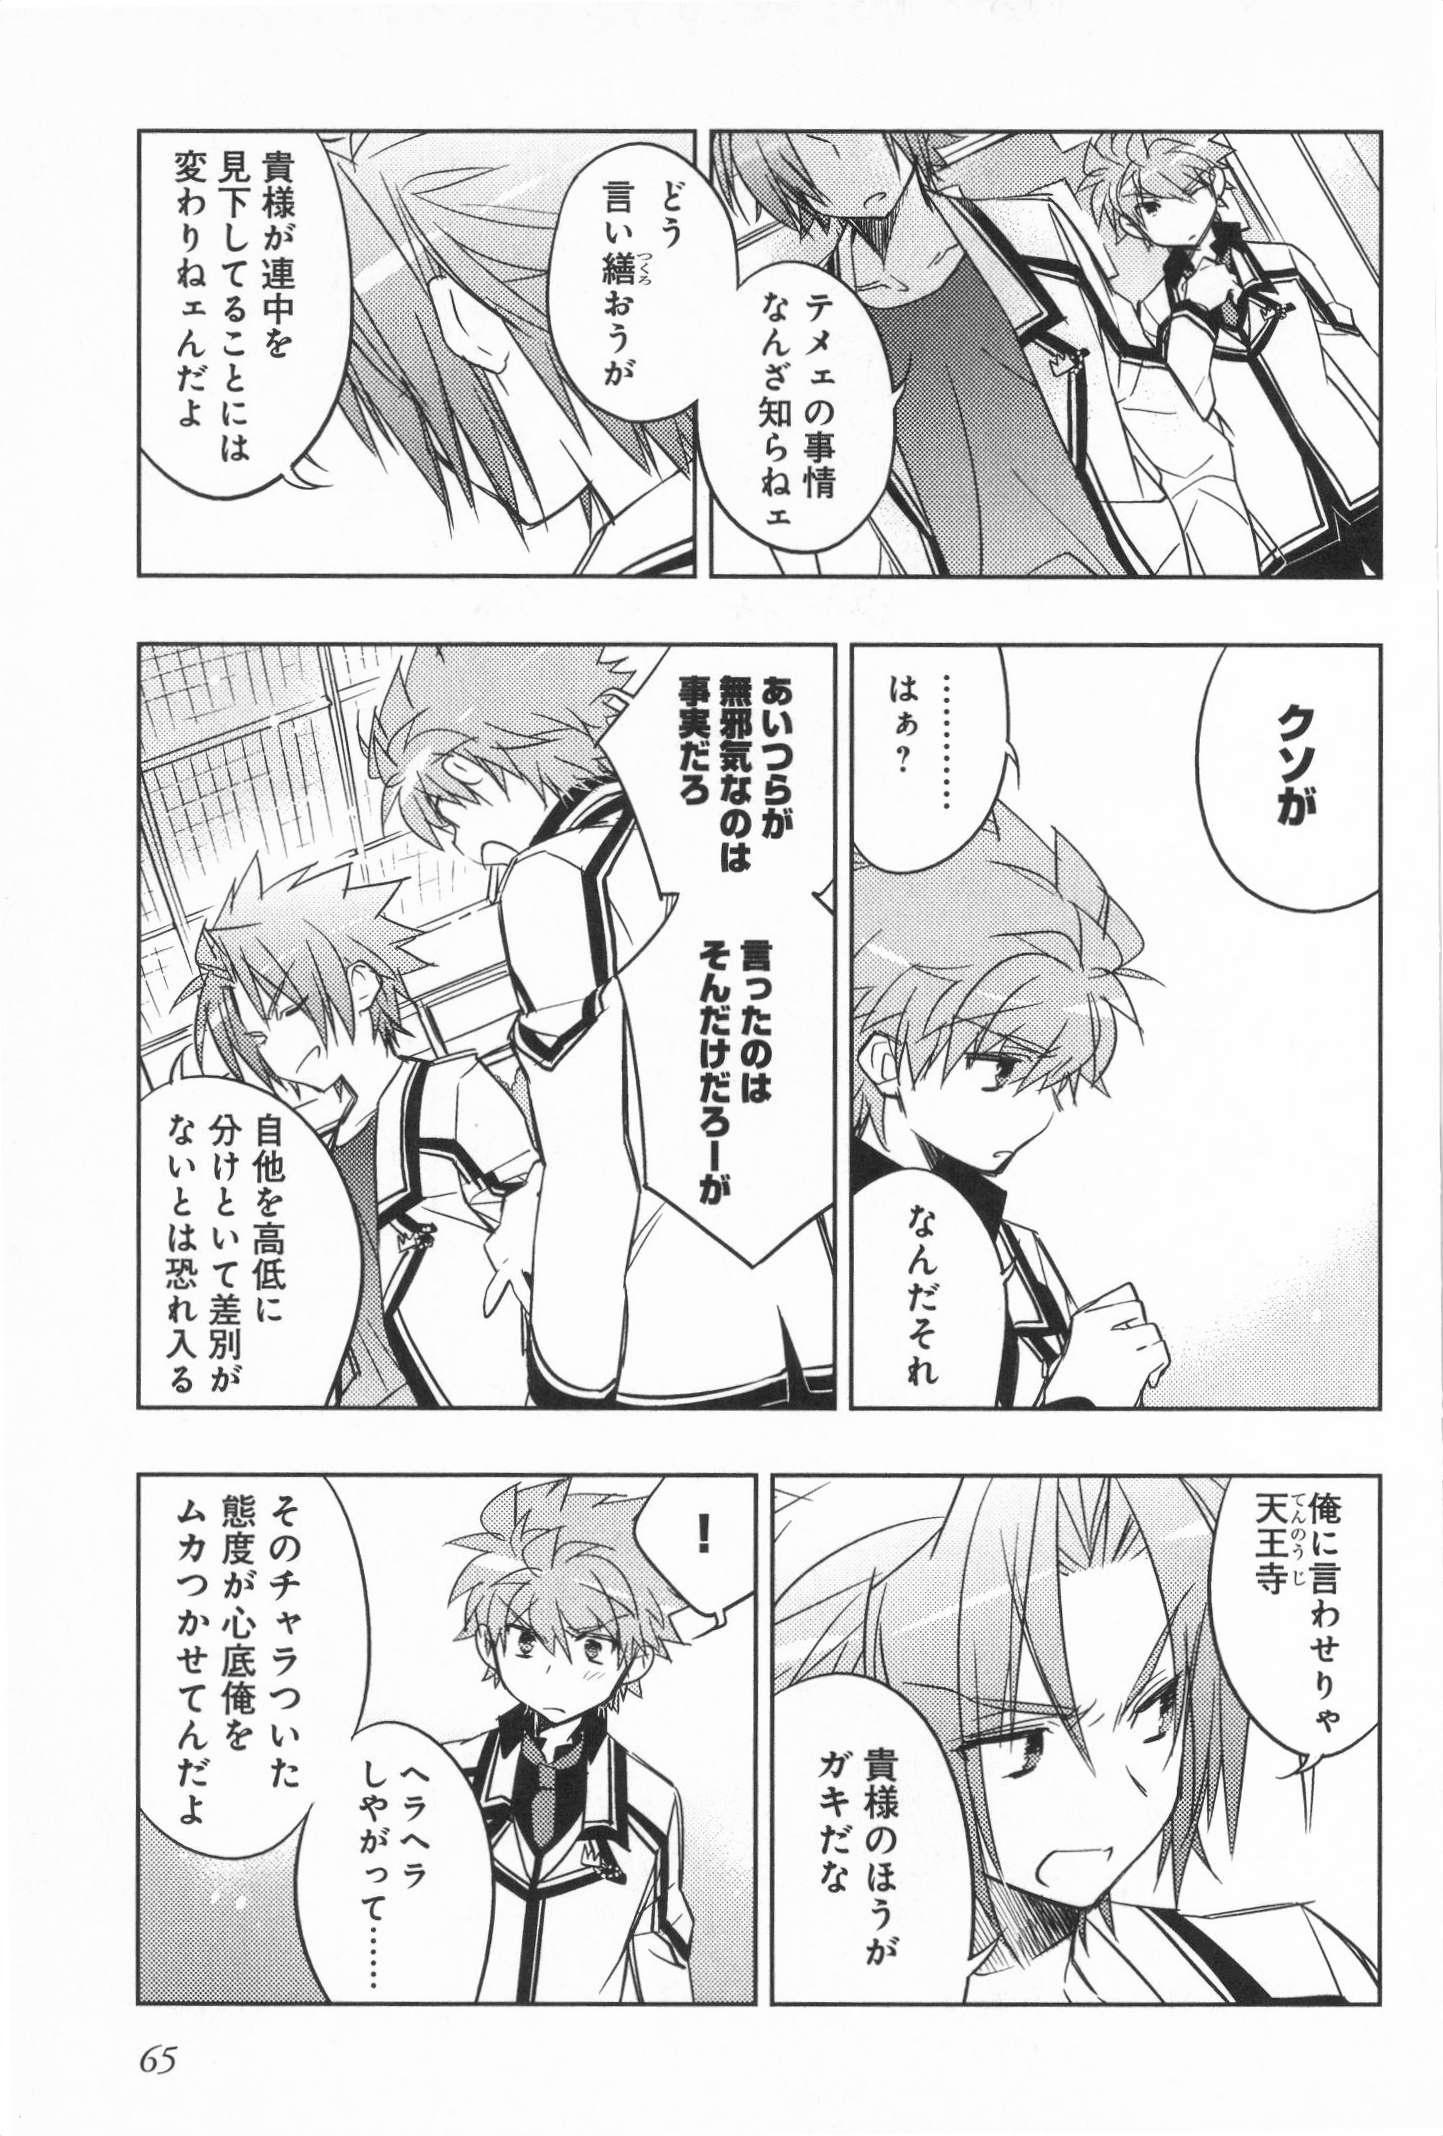 テメェの事情
なんざ知らねェ
どう
言い繕おうが
つくろ
貴様が連中を
見下してることには
変わりねェんだよ
クソが
………
はぁ?
なんだそれ
あいつらが
無邪気なのは
事実だろ
言ったのは
そんだけだろーが
自他を高低に
分けといて差別が
ないとは恐れ入る
俺に言わせりゃ
天王寺
てんのうじ
貴様のほうが
ガキだな
!
ヘラヘラ
しやがって……
そのチャラついた
態度が心底俺を
ムカつかせてんだよ
65